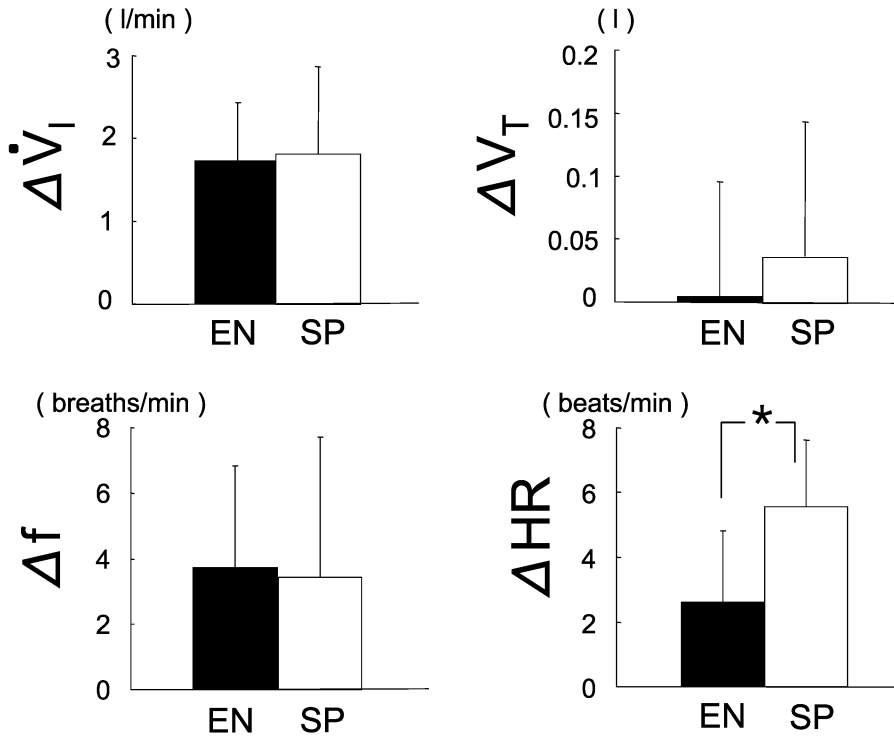 ( l/min )
3
2
1
0
ΔV̇I
EN SP
( l )
0.2
0.15
0.1
0.05
0
ΔVT
EN SP
( breaths/min )
8
6
4
2
0
Δf
EN SP
( beats/min )
8
6
4
2
0
ΔHR
*
EN SP